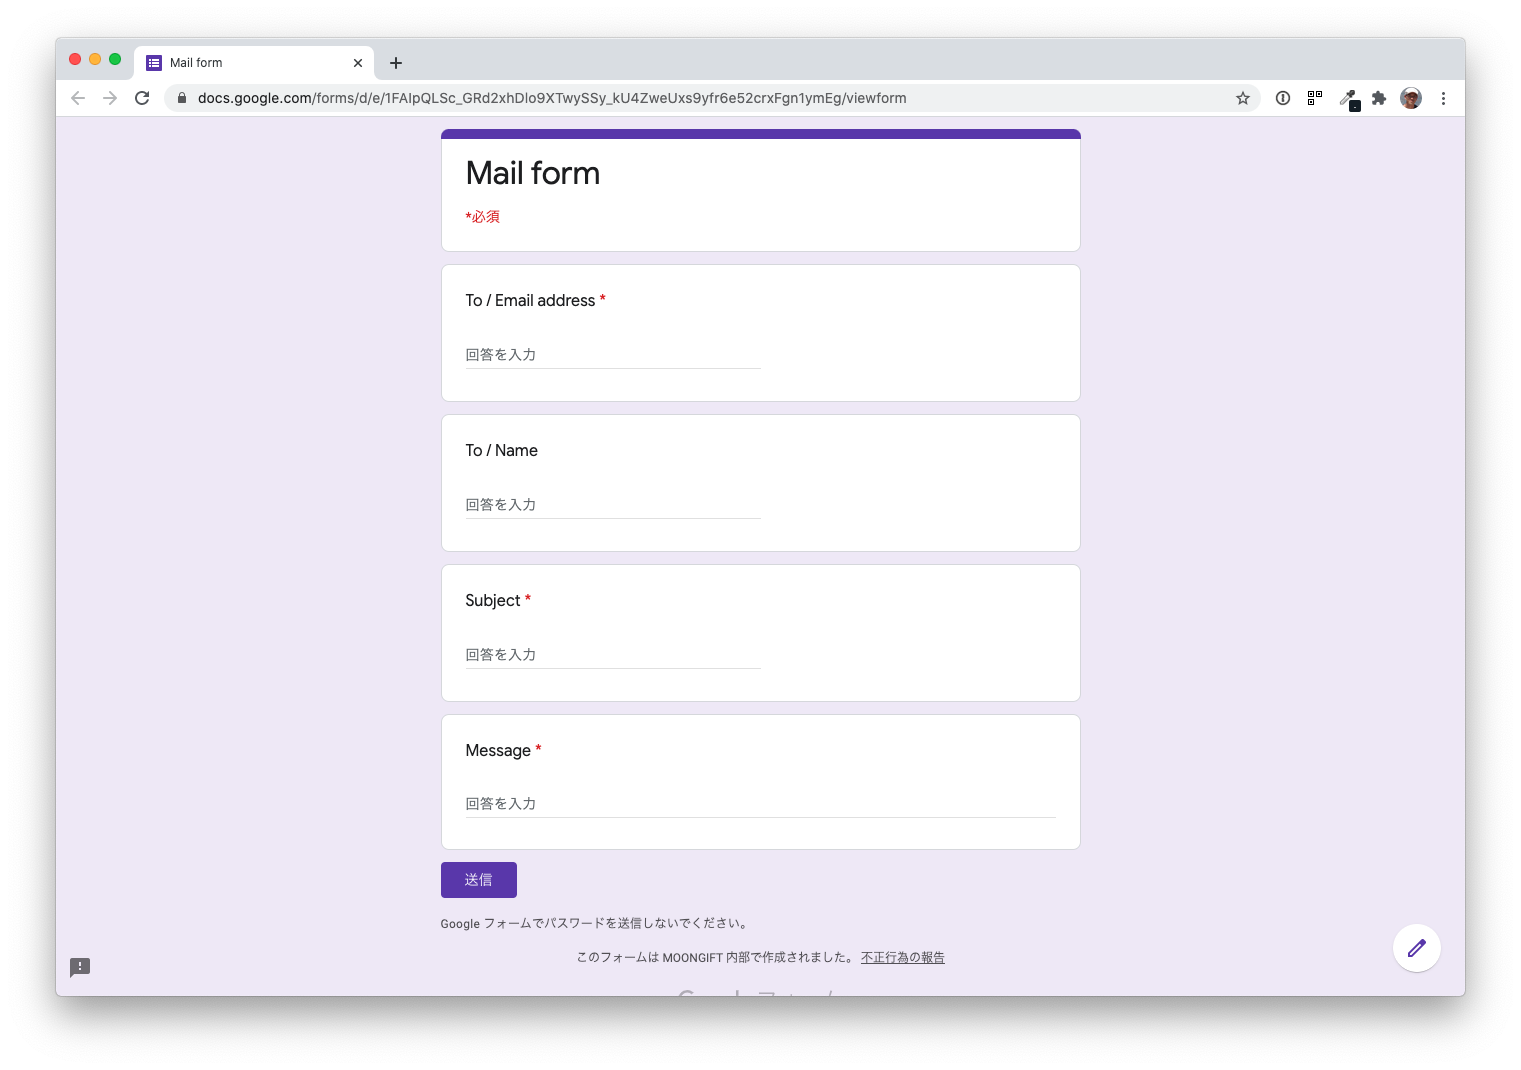 Mail form
docs.google.com/forms/d/e/1FAIpQLSc_GRd2xhDlo9XTwySSy_kU4ZweUxs9yfr6e52crxFgn1ymEg/viewform
Mail form
*必須
To / Email address *
回答を入力
To / Name
回答を入力
Subject *
回答を入力
Message *
回答を入力
送信
Google フォームでパスワードを送信しないでください。
このフォームは MOONGIFT 内部で作成されました。 不正行為の報告